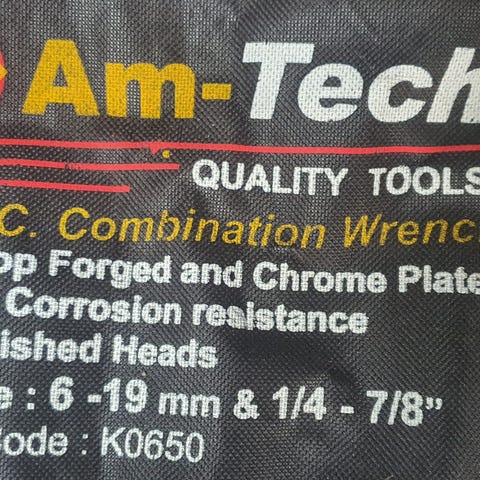 Am-Tech
QUALITY TOOLS
C. Combination Wrenc
op Forged and Chrome Plate
Corrosion resistance
ished Heads
e : 6 -19 mm & 1/4 - 7/8”
Code : K0650